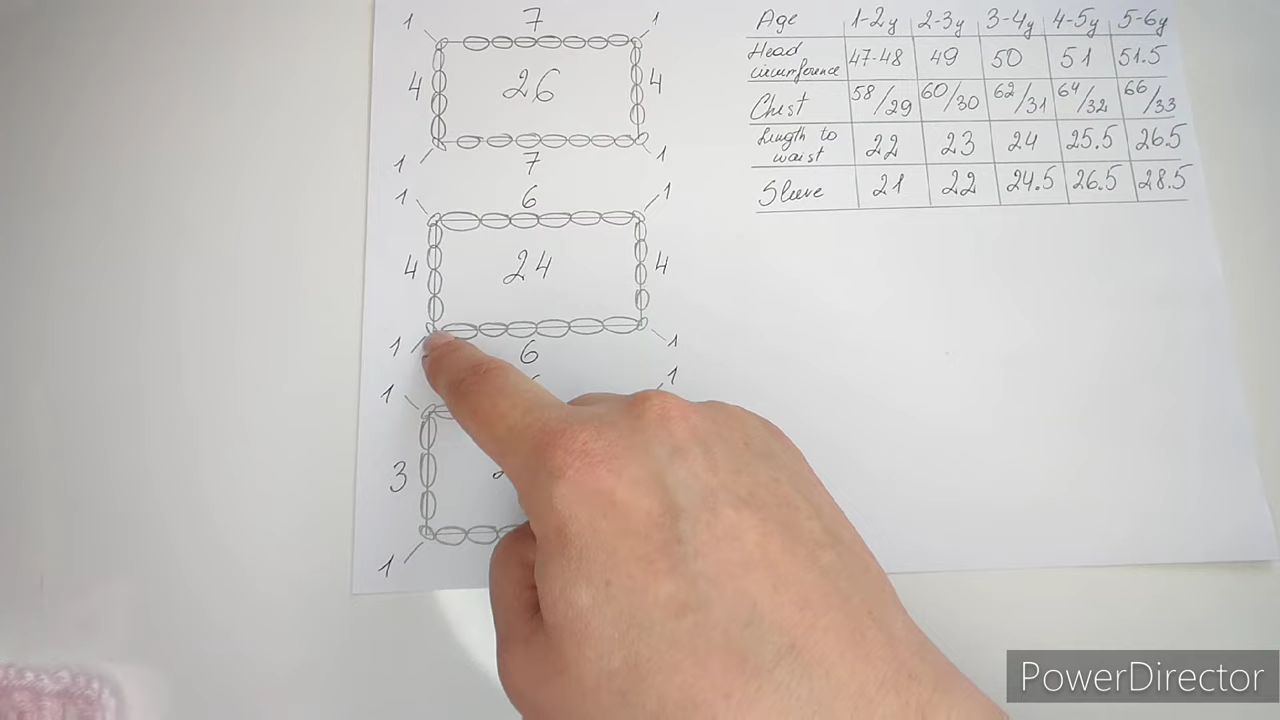 1 7 1
4 26 4
1 7 1
1 6 1
4 24 4
1 6 1
1 1
3
1
Age 1-2y 2-3y 3-4y 4-5y 5-6y
Head circumference 47-48 49 50 51 51.5
Chest 58/29 60/30 62/31 64/32 66/33
Length to waist 22 23 24 25.5 26.5
Sleeve 21 22 24.5 26.5 28.5
PowerDirector